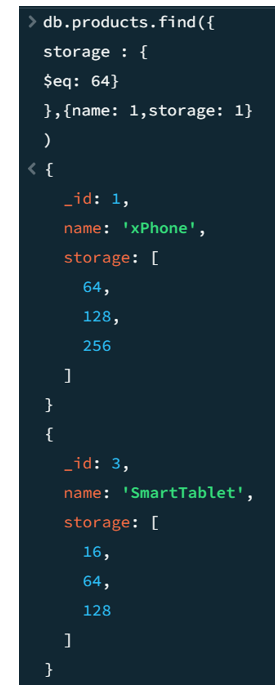 > db.products.find({
storage : {
$eq: 64}
},{name: 1,storage: 1}
)
< {
_id: 1,
name: 'xPhone',
storage: [
64,
128,
256
]
}
{
_id: 3,
name: 'SmartTablet',
storage: [
16,
64,
128
]
}